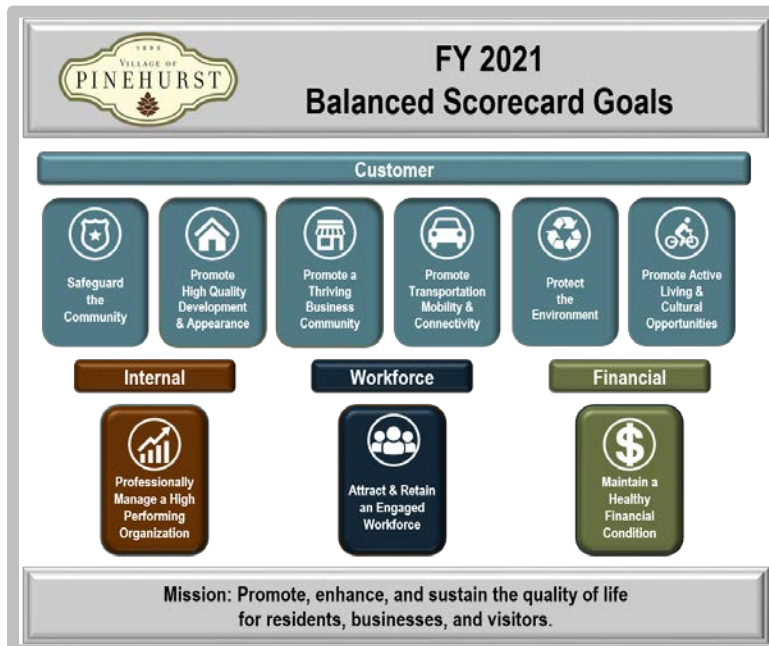 1895
VILLAGE OF
PINEHURST
FY 2021
Balanced Scorecard Goals
Customer
Safeguard
the
Community
Promote
High Quality
Development
& Appearance
Promote a
Thriving
Business
Community
Promote
Transportation
Mobility &
Connectivity
Protect
the
Environment
Promote Active
Living &
Cultural
Opportunities
Internal
Workforce
Financial
Professionally
Manage a High
Performing
Organization
Attract & Retain
an Engaged
Workforce
$
Maintain a
Healthy
Financial
Condition
Mission: Promote, enhance, and sustain the quality of life
for residents, businesses, and visitors.